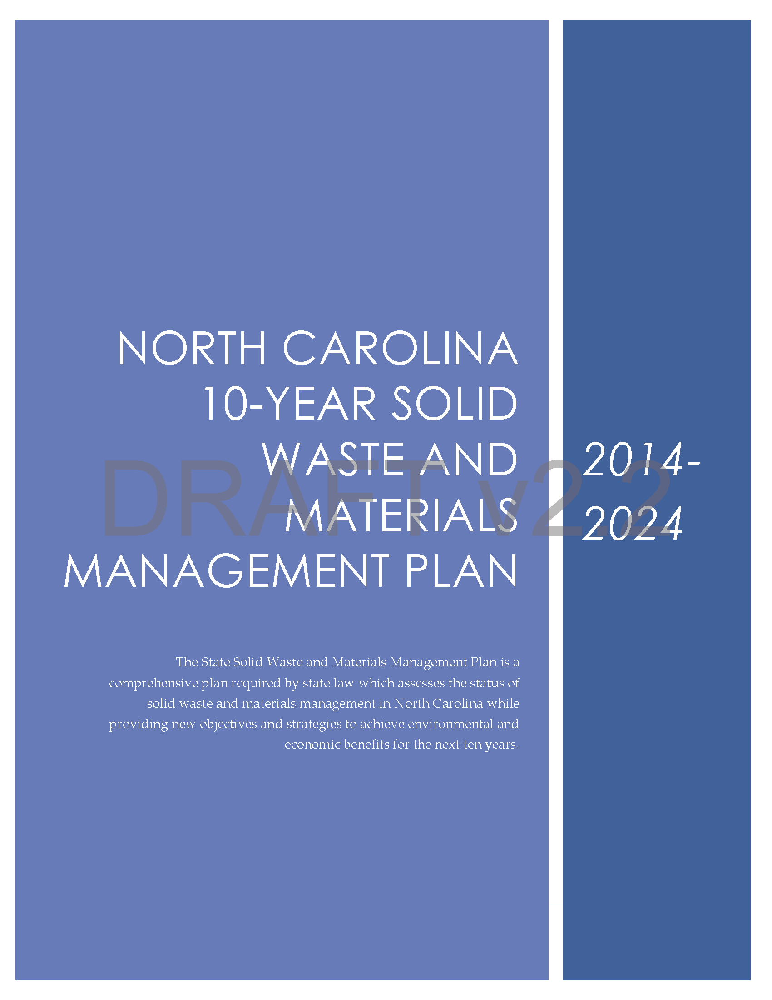 NORTH CAROLINA
10-YEAR SOLID
WASTE AND
MATERIALS
MANAGEMENT PLAN
2014-
2024
DRAFT v2.2
The State Solid Waste and Materials Management Plan is a
comprehensive plan required by state law which assesses the status of
solid waste and materials management in North Carolina while
providing new objectives and strategies to achieve environmental and
economic benefits for the next ten years.